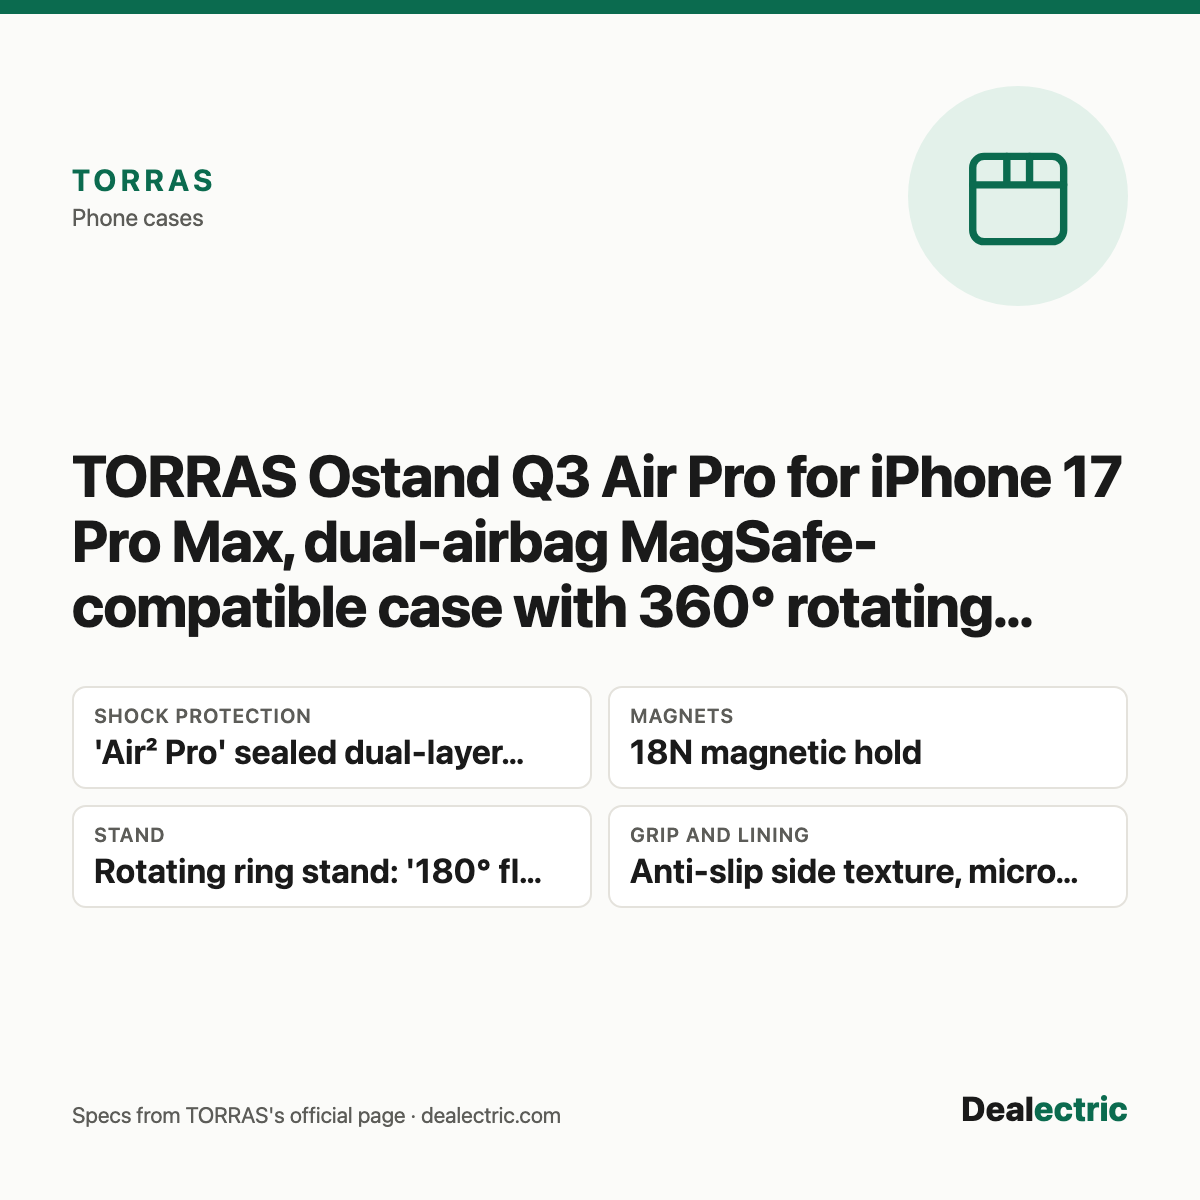 TORRAS
Phone cases
TORRAS Ostand Q3 Air Pro for iPhone 17
Pro Max, dual-airbag MagSafe-
compatible case with 360° rotating…
SHOCK PROTECTION
'Air² Pro' sealed dual-layer…
MAGNETS
18N magnetic hold
STAND
Rotating ring stand: '180° fl…
GRIP AND LINING
Anti-slip side texture, micro…
Specs from TORRAS's official page · dealectric.com
Dealectric